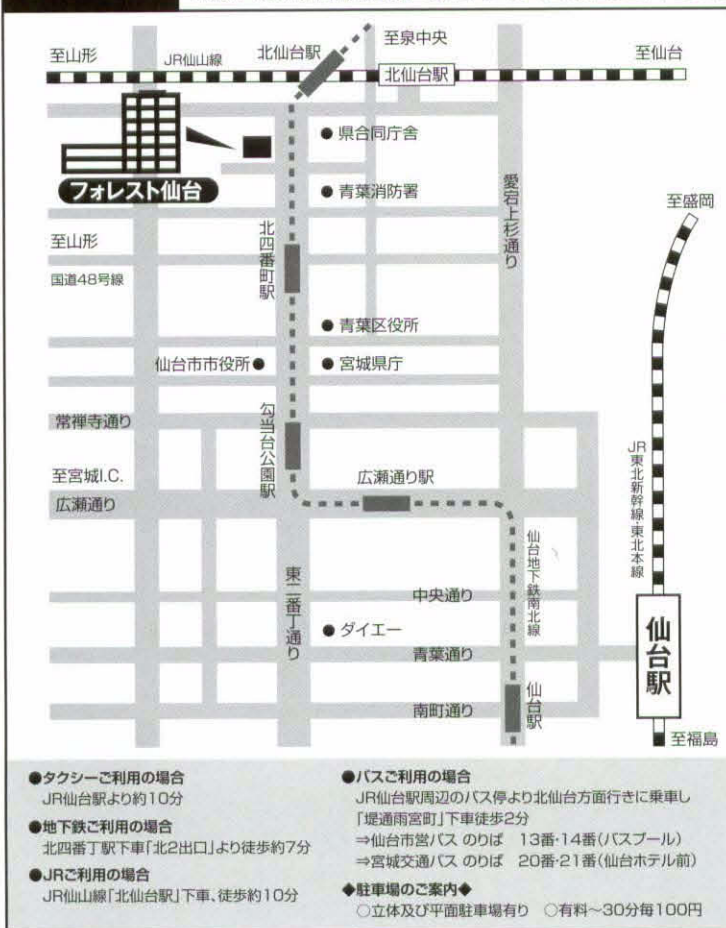 至泉中央
至山形
JR仙山線
北仙台駅
北仙台駅
至仙台
県合同庁舎
フォレスト仙台
青葉消防署
愛宕上杉通り
至盛岡
至山形
北四番町駅
国道48号線
青葉区役所
仙台市市役所
宮城県庁
常禅寺通り
勾当台公園駅
JR東北新幹線・東北本線
至宮城I.C.
広瀬通り駅
広瀬通り
仙台地下鉄南北線
東二番丁通り
中央通り
ダイエー
青葉通り
仙台駅
南町通り
仙台駅
至福島
●タクシーご利用の場合
JR仙台駅より約10分
●地下鉄ご利用の場合
北四番丁駅下車「北2出口」より徒歩約7分
●JRご利用の場合
JR仙山線「北仙台駅」下車、徒歩約10分
●バスご利用の場合
JR仙台駅周辺のバス停より北仙台方面行きに乗車し
「堤通雨宮町」下車徒歩2分
⇒仙台市営バス のりば 13番・14番(バスプール)
⇒宮城交通バス のりば 20番・21番(仙台ホテル前)
◆駐車場のご案内◆
○立体及び平面駐車場有り ○有料～30分毎100円